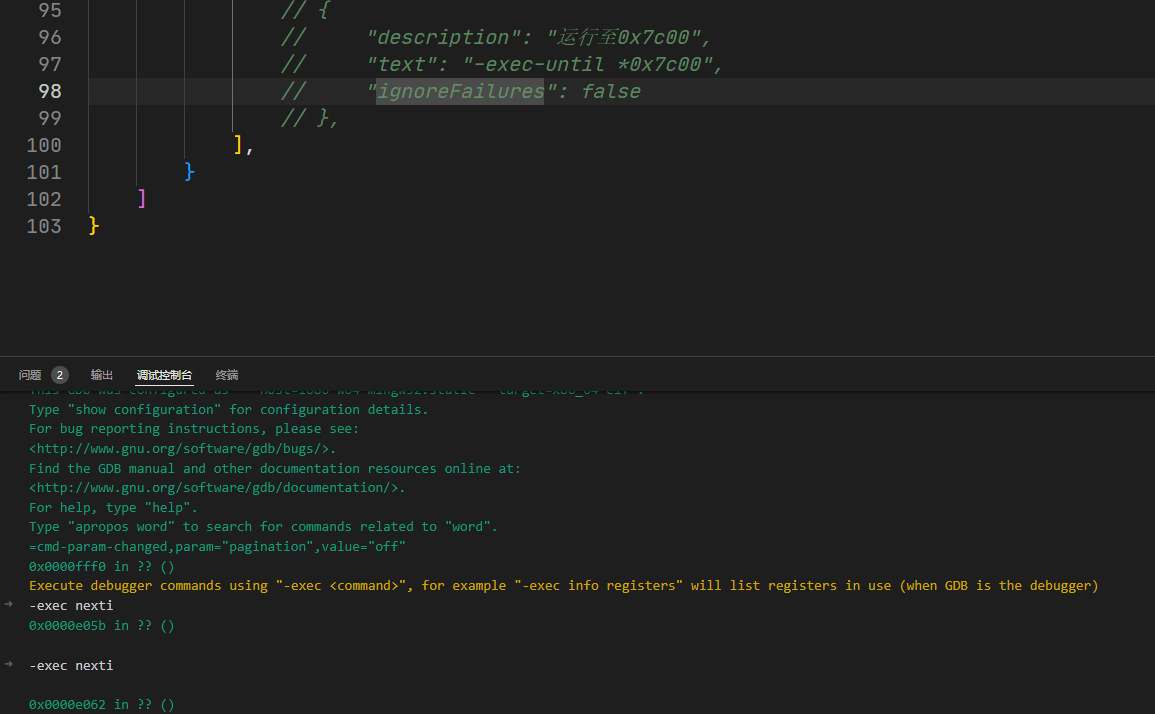 95 // {
96 // "description": "运行至0x7c00",
97 // "text": "-exec-until *0x7c00",
98 // "ignoreFailures": false
99 // },
100 ],
101 }
102 ]
103 }
问题 2 输出 调试控制台 终端
Type "show configuration" for configuration details.
For bug reporting instructions, please see:
<http://www.gnu.org/software/gdb/bugs/>.
Find the GDB manual and other documentation resources online at:
<http://www.gnu.org/software/gdb/documentation/>.
For help, type "help".
Type "apropos word" to search for commands related to "word".
=cmd-param-changed,param="pagination",value="off"
0x0000fff0 in ?? ()
Execute debugger commands using "-exec <command>", for example "-exec info registers" will list registers in use (when GDB is the debugger)
-exec nexti
0x0000e05b in ?? ()
-exec nexti
0x0000e062 in ?? ()